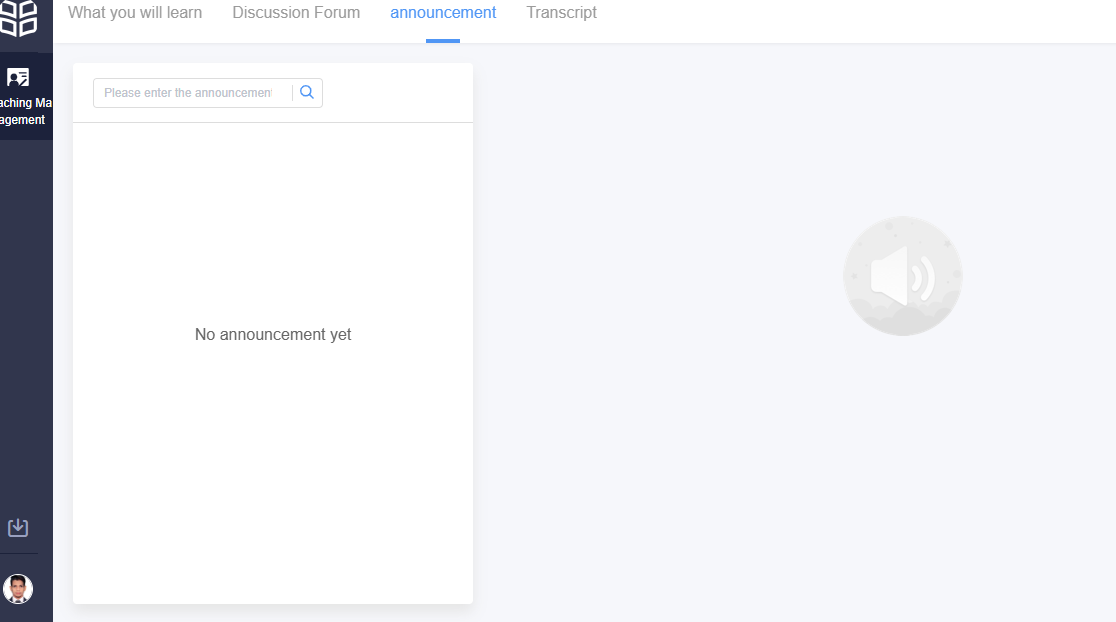 What you will learn Discussion Forum announcement Transcript
Please enter the announcement
aching Ma
agement
No announcement yet